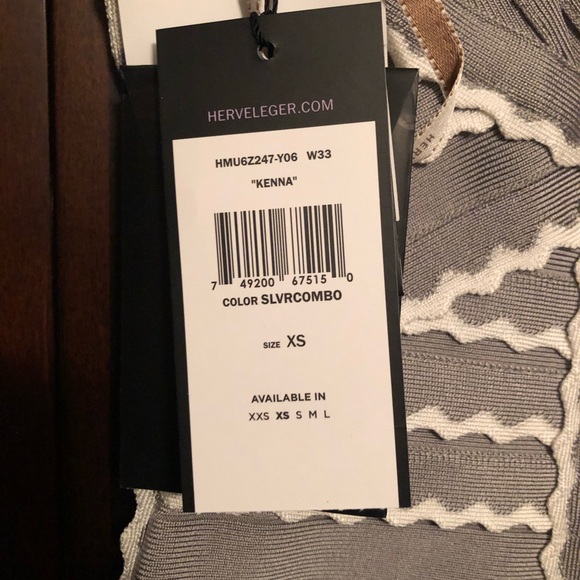 HERVELEGER.COM
HMU6Z247-Y06 W33
"KENNA"
7 49200 67515 0
COLOR SLVRCOMBO
SIZE XS
AVAILABLE IN
XXS XS S M L